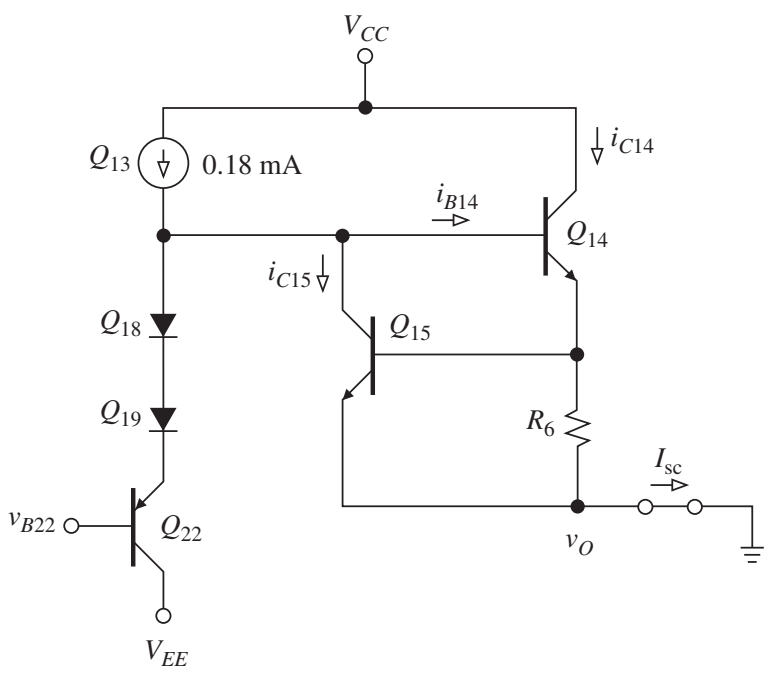 V_CC
i_C14
Q_13
0.18 mA
i_B14
Q_14
i_C15
Q_18
Q_15
Q_19
R_6
I_sc
v_B22
Q_22
v_O
V_EE